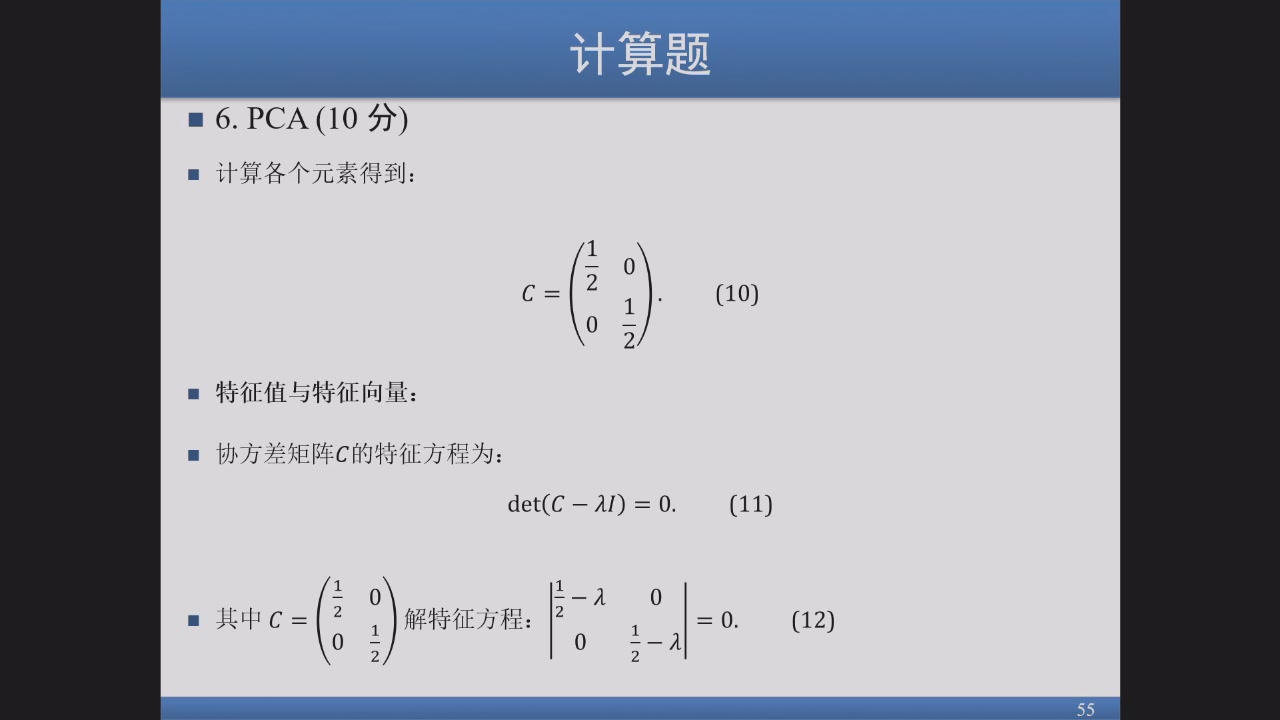 计算题
6. PCA (10 分)
计算各个元素得到：
C = \begin{pmatrix} \frac{1}{2} & 0 \\ 0 & \frac{1}{2} \end{pmatrix}. (10)
特征值与特征向量：
协方差矩阵C的特征方程为：
det(C − λI) = 0. (11)
其中 C = \begin{pmatrix} \frac{1}{2} & 0 \\ 0 & \frac{1}{2} \end{pmatrix} 解特征方程： \begin{vmatrix} \frac{1}{2} − λ & 0 \\ 0 & \frac{1}{2} − λ \end{vmatrix} = 0. (12)
55